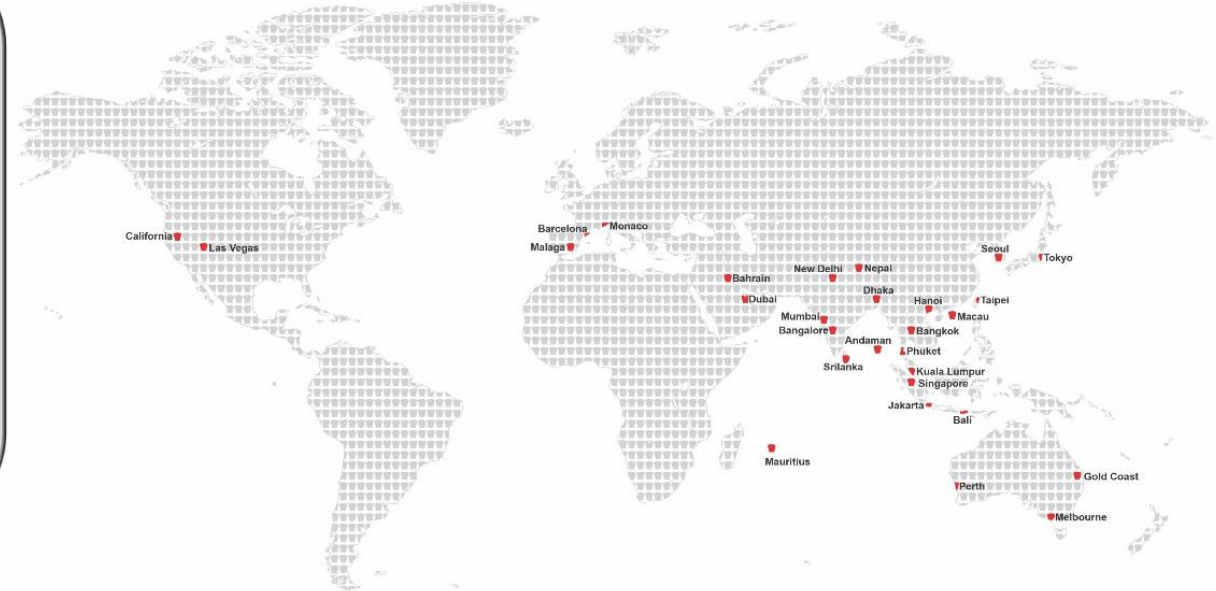 Barcelona
Monaco
California
Las Vegas
Malaga
Seoul
Tokyo
New Delhi
Nepal
Bahrain
Dhaka
Dubai
Hanoi
Taipei
Mumbai
Macau
Bangalore
Bangkok
Andaman
Phuket
Srilanka
Kuala Lumpur
Singapore
Jakarta
Bali
Mauritius
Gold Coast
Perth
Melbourne